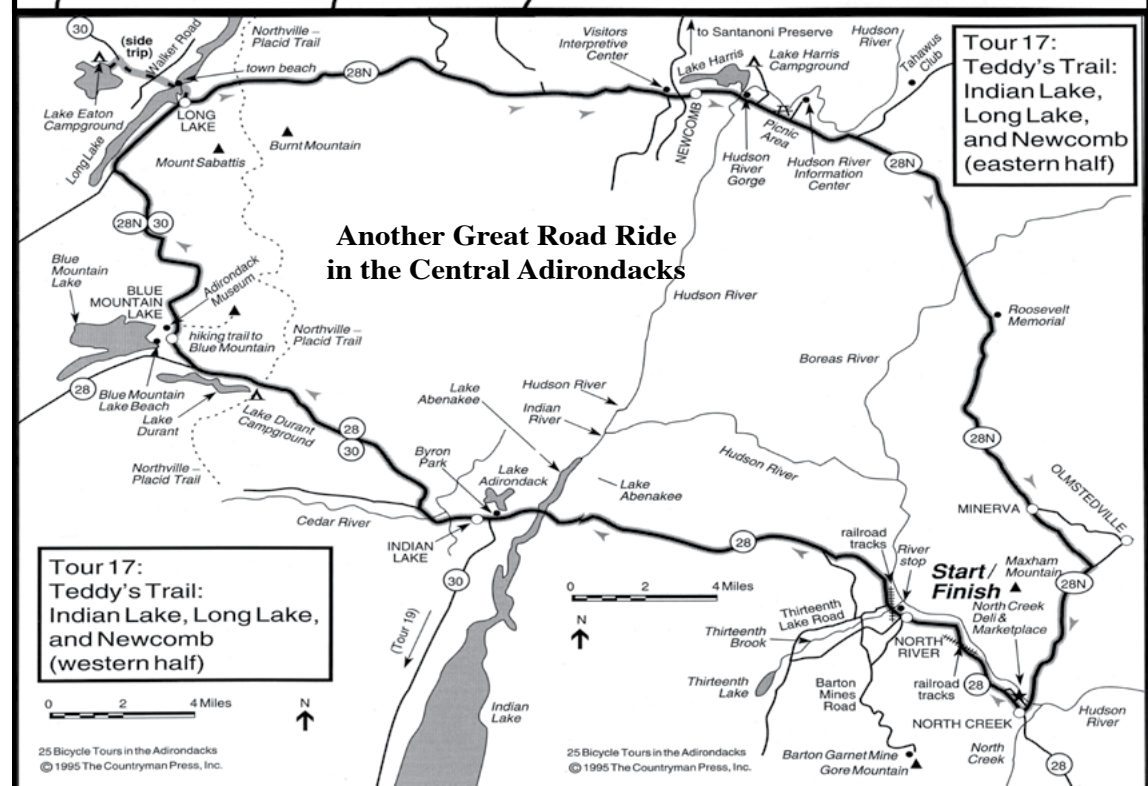 30
(side
trip)
Walker Road
Northville –
Placid Trail
town beach
28N
Lake Eaton
Campground
LONG
LAKE
Long Lake
Mount Sabattis
Burnt Mountain
Visitors
Interpretive
Center
to Santanoni Preserve
Lake Harris
Lake Harris
Campground
Hudson
River
Tahawus
Club
NEWCOMB
Picnic
Area
Hudson
River
Gorge
Hudson River
Information
Center
28N
Tour 17:
Teddy's Trail:
Indian Lake,
Long Lake,
and Newcomb
(eastern half)
28N
30
Another Great Road Ride
in the Central Adirondacks
Blue
Mountain
Lake
BLUE
MOUNTAIN
LAKE
Adirondack
Museum
hiking trail to
Blue Mountain
Northville –
Placid Trail
28
Blue Mountain
Lake Beach
Lake
Durant
Lake Durant
Campground
28
30
Northville –
Placid Trail
Hudson River
Roosevelt
Memorial
Boreas River
Lake
Abenakee
Hudson River
Indian
River
Hudson River
Byron
Park
Lake
Adirondack
Lake
Abenakee
Cedar River
INDIAN
LAKE
30
(Tour 19)
Indian
Lake
28
28N
MINERVA
OLMSTEDVILLE
railroad
tracks
River
stop
Start/
Finish
Maxham
Mountain
28N
North Creek
Deli &
Marketplace
0 2 4 Miles
N
Thirteenth
Lake Road
Thirteenth
Brook
Thirteenth
Lake
NORTH
RIVER
railroad
tracks
28
Barton
Mines
Road
NORTH CREEK
Hudson
River
North
Creek
28
Barton Garnet Mine
Gore Mountain
Tour 17:
Teddy's Trail:
Indian Lake, Long Lake,
and Newcomb
(western half)
0 2 4 Miles
N
25 Bicycle Tours in the Adirondacks
© 1995 The Countryman Press, Inc.
25 Bicycle Tours in the Adirondacks
© 1995 The Countryman Press, Inc.